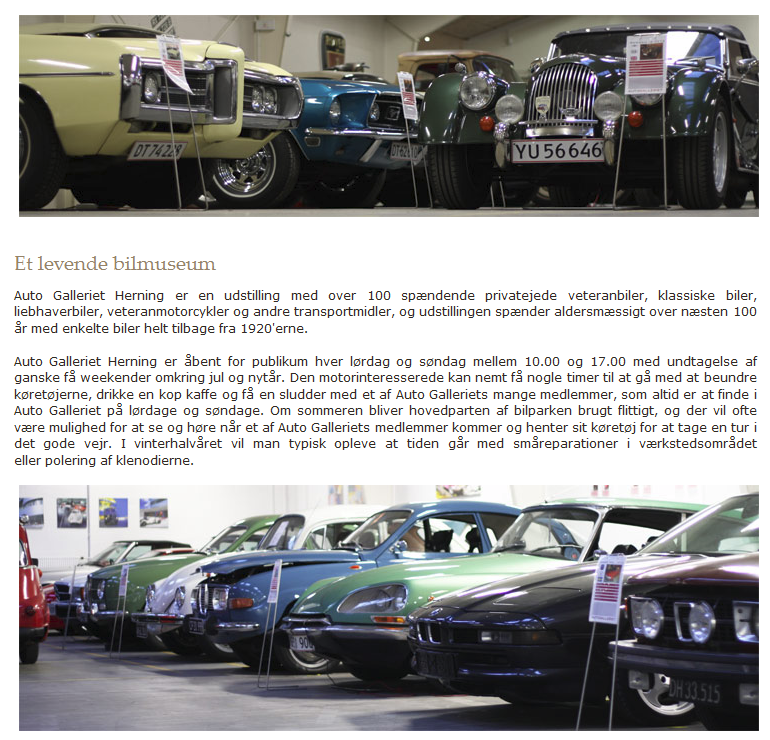 DT 74 228
YU 56 646
Et levende bilmuseum
Auto Galleriet Herning er en udstilling med over 100 spændende privatejede veteranbiler, klassiske biler,
liebhaverbiler, veteranmotorcykler og andre transportmidler, og udstillingen spænder aldersmæssigt over næsten 100
år med enkelte biler helt tilbage fra 1920'erne.
Auto Galleriet Herning er åbent for publikum hver lørdag og søndag mellem 10.00 og 17.00 med undtagelse af
ganske få weekender omkring jul og nytår. Den motorinteresserede kan nemt få nogle timer til at gå med at beundre
køretøjerne, drikke en kop kaffe og få en sludder med et af Auto Galleriets mange medlemmer, som altid er at finde i
Auto Galleriet på lørdage og søndage. Om sommeren bliver hovedparten af bilparken brugt flittigt, og der vil ofte
være mulighed for at se og høre når et af Auto Galleriets medlemmer kommer og henter sit køretøj for at tage en tur i
det gode vejr. I vinterhalvåret vil man typisk opleve at tiden går med småreparationer i værkstedsområdet
eller polering af klenodierne.
DH 33.515